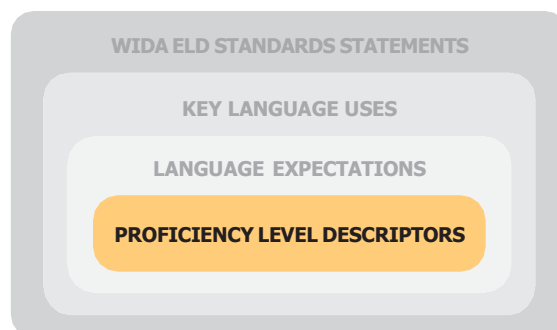 WIDA ELD STANDARDS STATEMENTS
KEY LANGUAGE USES
LANGUAGE EXPECTATIONS
PROFICIENCY LEVEL DESCRIPTORS